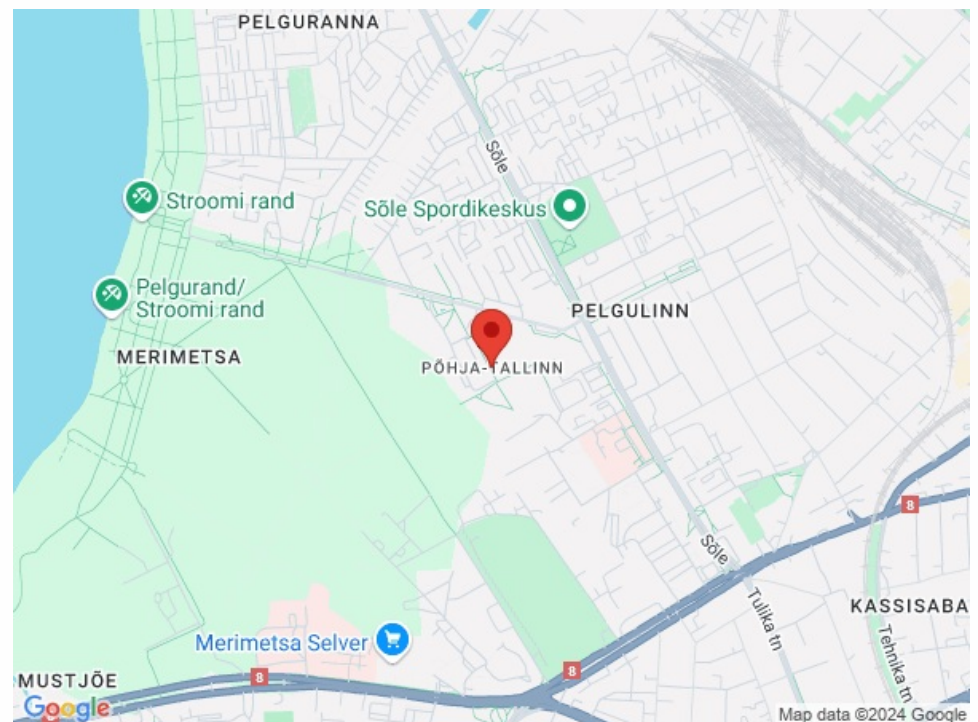 PELGURANNA
Sõle
Stroomi rand
Sõle Spordikeskus
Pelgurand/
Stroomi rand
PELGULINN
MERIMETSA
PÕHJA-TALLINN
8
Sõle
Tulika tn
KASSISABA
Merimetsa Selver
Tehnika tn
8
8
MUSTJÕE
Google
Map data ©2024 Google